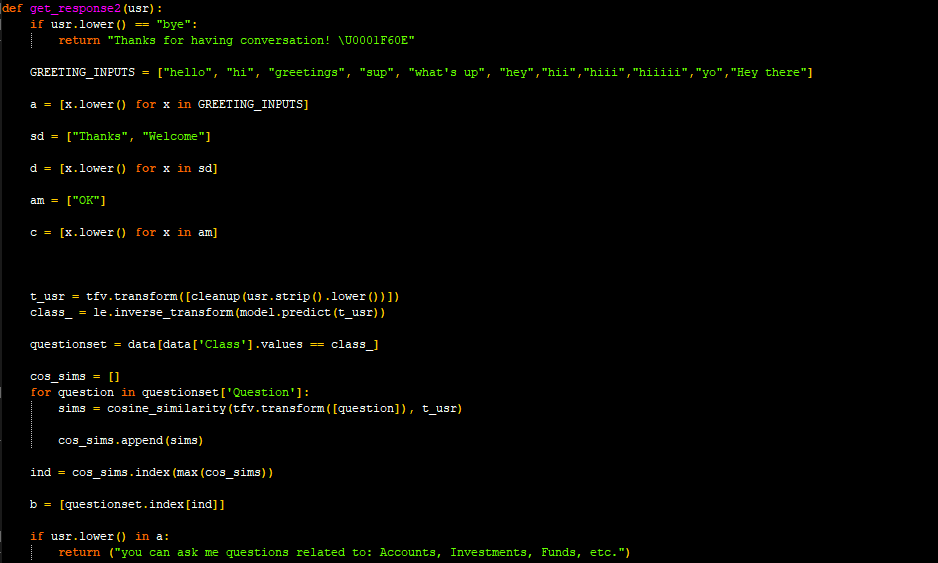 def get_response2(usr):
    if usr.lower() == "bye":
        return "Thanks for having conversation! \U0001F60E"
    GREETING_INPUTS = ["hello", "hi", "greetings", "sup", "what's up", "hey","hii","hiii","hiiiii","yo","Hey there"]
    a = [x.lower() for x in GREETING_INPUTS]
    sd = ["Thanks", "Welcome"]
    d = [x.lower() for x in sd]
    am = ["OK"]
    c = [x.lower() for x in am]
    t_usr = tfv.transform([cleanup(usr.strip().lower())])
    class_ = le.inverse_transform(model.predict(t_usr))
    questionset = data[data['Class'].values == class_]
    cos_sims = []
    for question in questionset['Question']:
        sims = cosine_similarity(tfv.transform([question]), t_usr)
        cos_sims.append(sims)
    ind = cos_sims.index(max(cos_sims))
    b = [questionset.index[ind]]
    if usr.lower() in a:
        return ("you can ask me questions related to: Accounts, Investments, Funds, etc.")